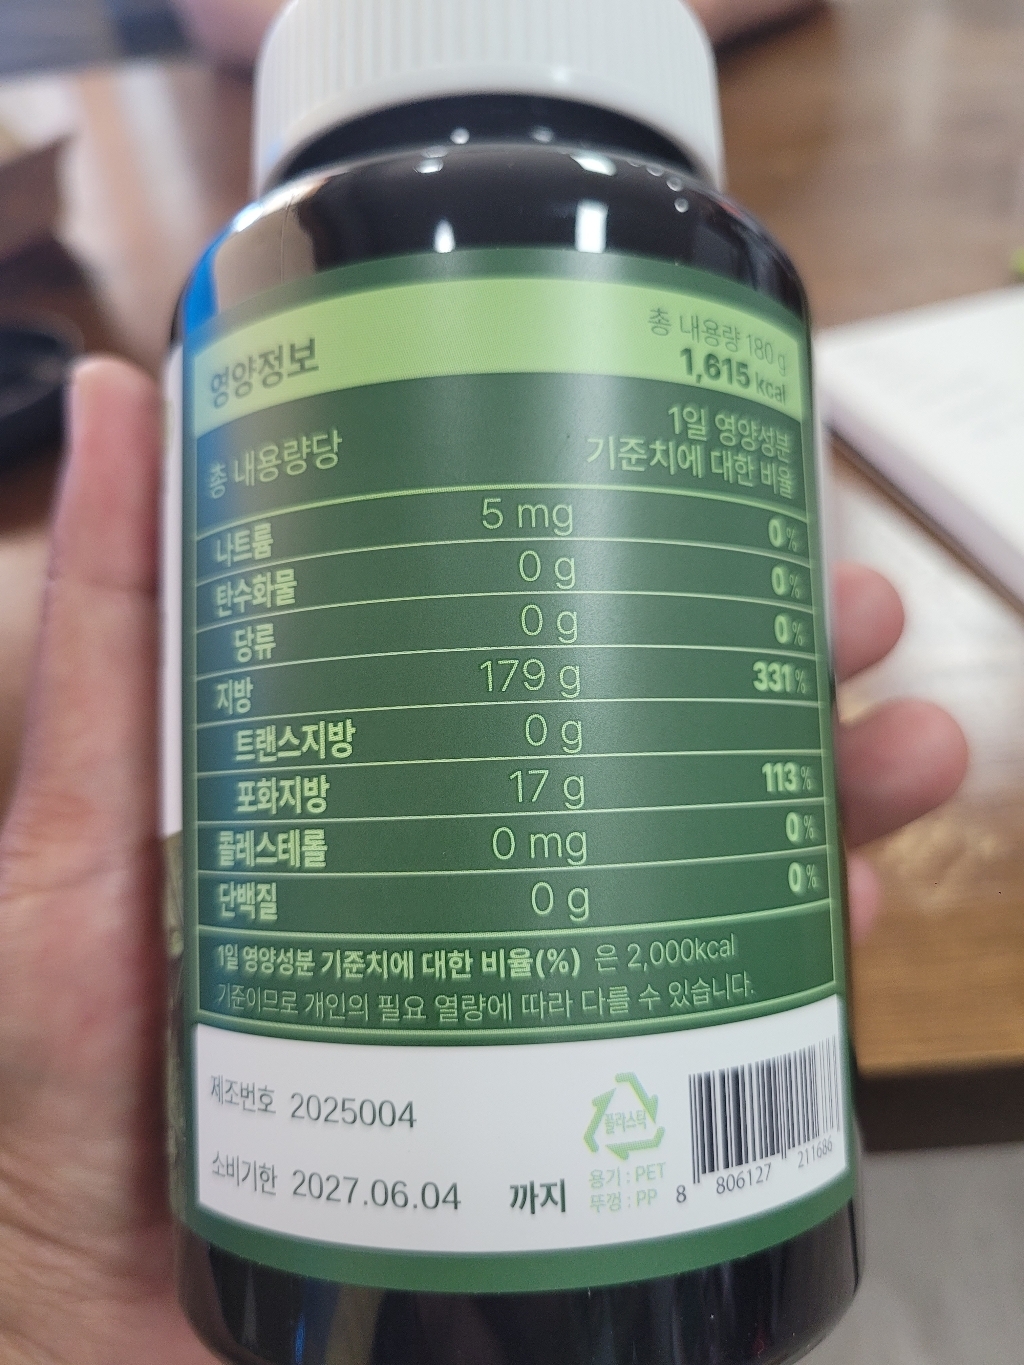 영양정보
총 내용량 180 g
1,615 kcal
총 내용량당
1일 영양성분
기준치에 대한 비율
나트륨 5 mg 0 %
탄수화물 0 g 0 %
당류 0 g 0 %
지방 179 g 331 %
트랜스지방 0 g
포화지방 17 g 113 %
콜레스테롤 0 mg 0 %
단백질 0 g 0 %
1일 영양성분 기준치에 대한 비율(%) 은 2,000kcal
기준이므로 개인의 필요 열량에 따라 다를 수 있습니다.
제조번호 2025004
소비기한 2027.06.04 까지
플라스틱
용기 : PET
뚜껑 : PP
8 806127 211686